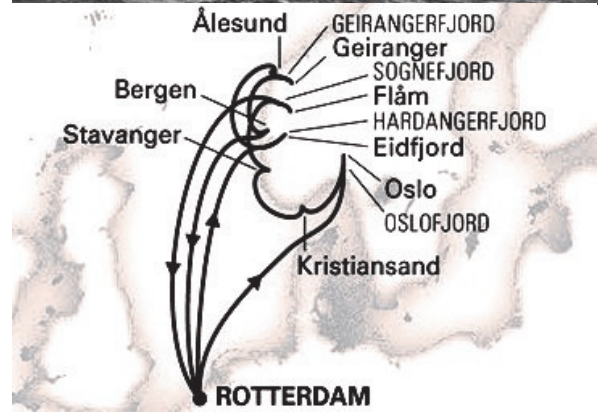 Ålesund
GEIRANGERFJORD
Geiranger
SOGNEFJORD
Bergen
Flåm
HARDANGERFJORD
Stavanger
Eidfjord
Oslo
OSLOFJORD
Kristiansand
ROTTERDAM